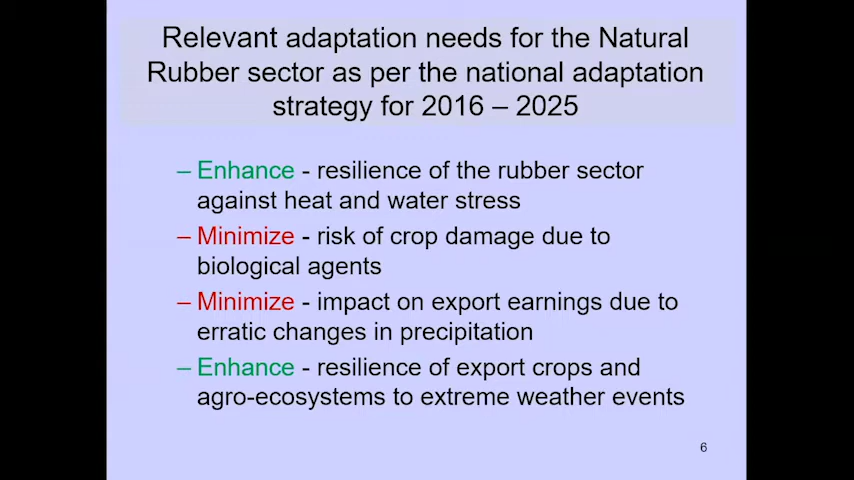 Relevant adaptation needs for the Natural
Rubber sector as per the national adaptation
strategy for 2016 – 2025
– Enhance - resilience of the rubber sector
against heat and water stress
– Minimize - risk of crop damage due to
biological agents
– Minimize - impact on export earnings due to
erratic changes in precipitation
– Enhance - resilience of export crops and
agro-ecosystems to extreme weather events
6